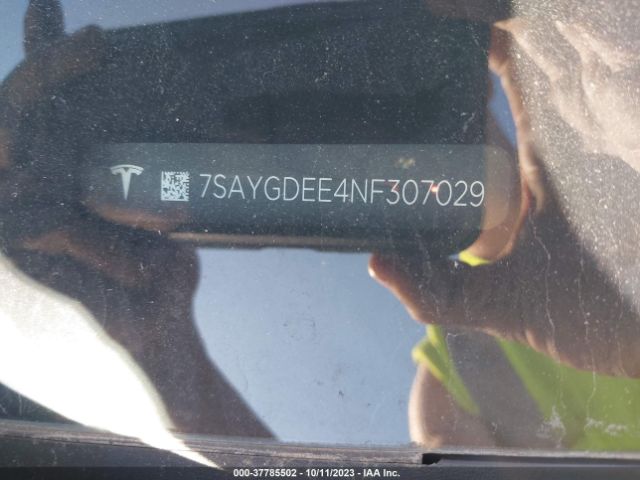 7SAYGDEE4NF307029
000-37785502 - 10/11/2023 - IAA Inc.